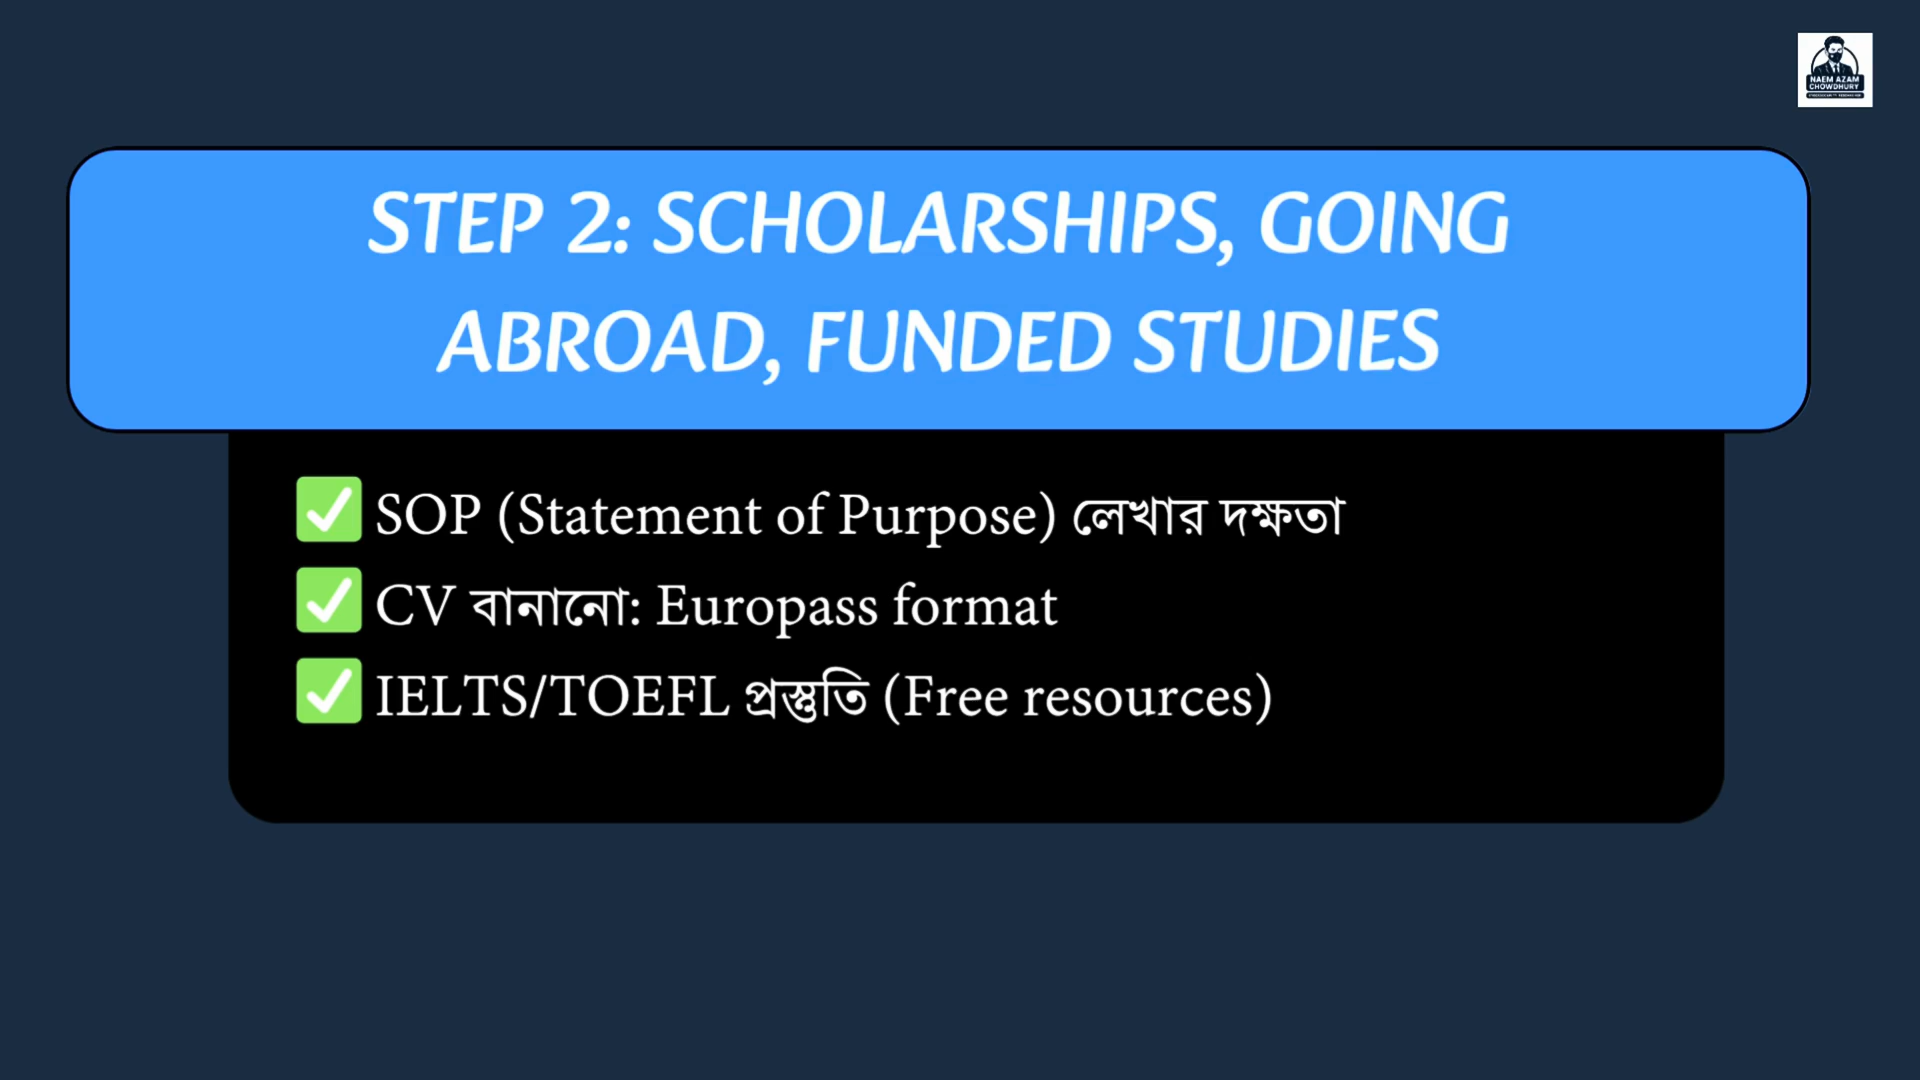 NAEM AZAM
CHOWDHURY
STEP 2: SCHOLARSHIPS, GOING
ABROAD, FUNDED STUDIES
✅ SOP (Statement of Purpose) লেখার দক্ষতা
✅ CV বানানো: Europass format
✅ IELTS/TOEFL প্রস্তুতি (Free resources)